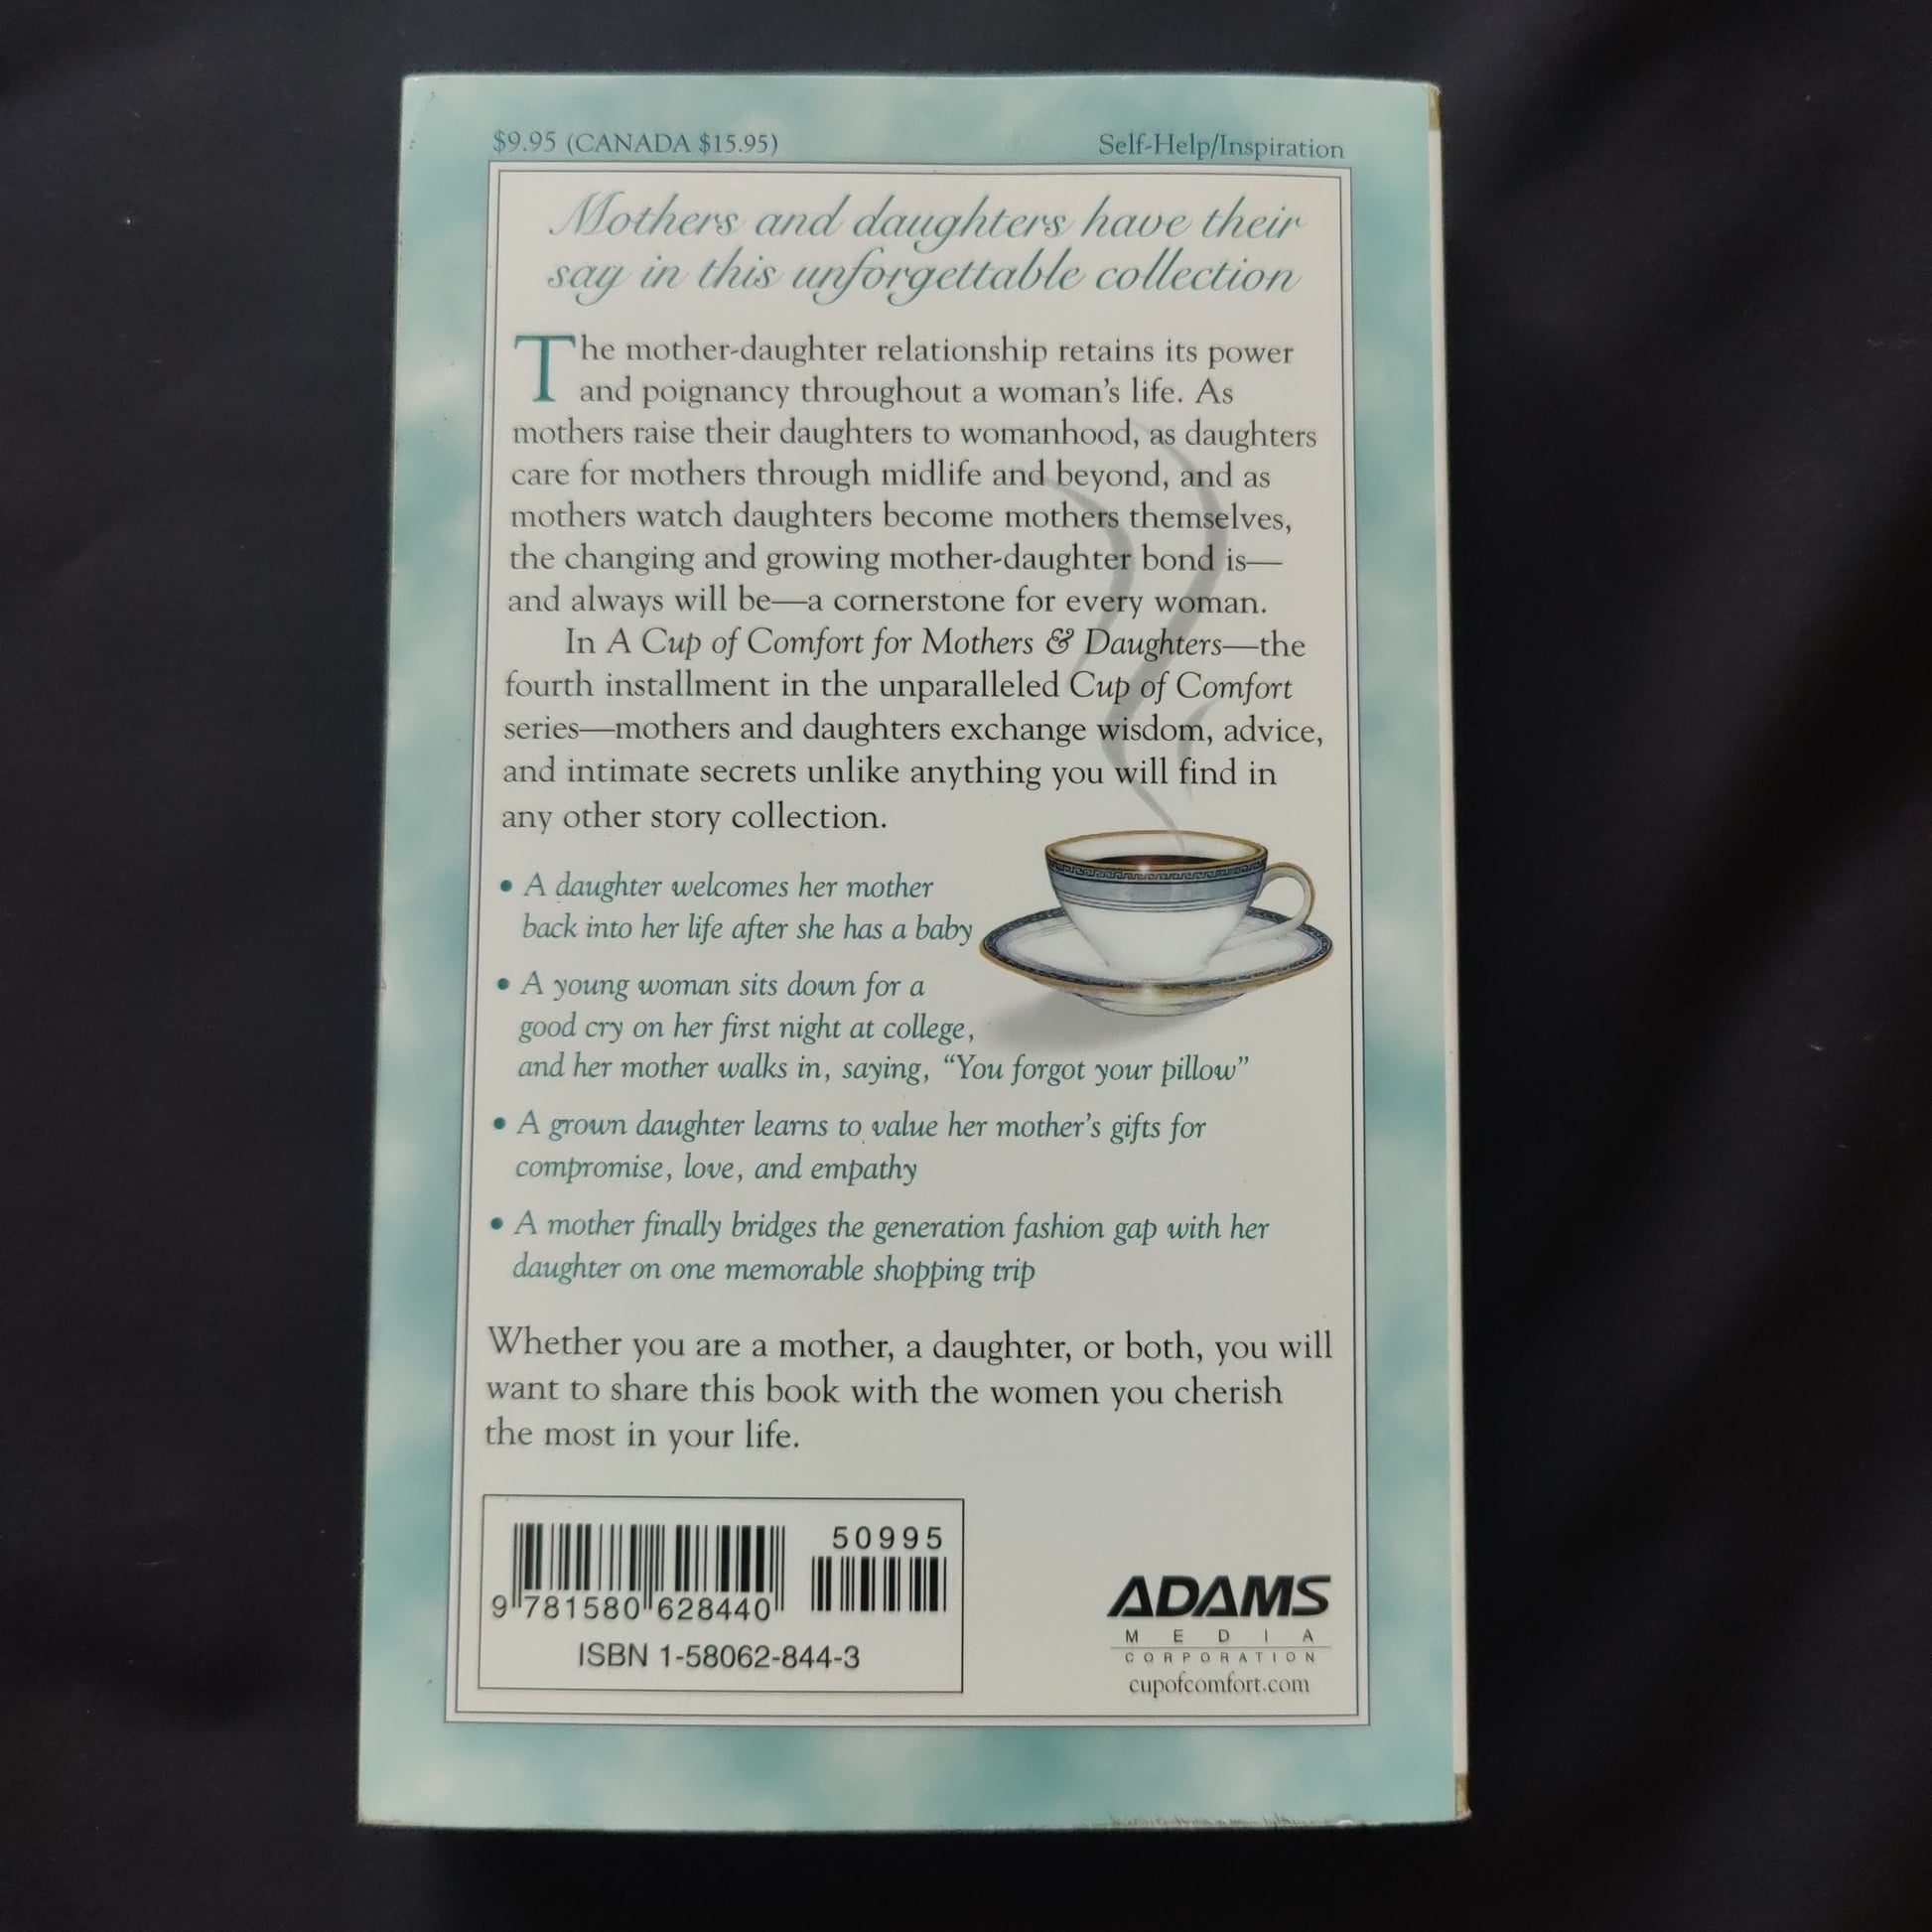 $9.95 (CANADA $15.95)
Self-Help/Inspiration
Mothers and daughters have their
say in this unforgettable collection
The mother-daughter relationship retains its power
and poignancy throughout a woman's life. As
mothers raise their daughters to womanhood, as daughters
care for mothers through midlife and beyond, and as
mothers watch daughters become mothers themselves,
the changing and growing mother-daughter bond is—
and always will be—a cornerstone for every woman.
In A Cup of Comfort for Mothers & Daughters—the
fourth installment in the unparalleled Cup of Comfort
series—mothers and daughters exchange wisdom, advice,
and intimate secrets unlike anything you will find in
any other story collection.
• A daughter welcomes her mother
back into her life after she has a baby
• A young woman sits down for a
good cry on her first night at college,
and her mother walks in, saying, “You forgot your pillow”
• A grown daughter learns to value her mother's gifts for
compromise, love, and empathy
• A mother finally bridges the generation fashion gap with her
daughter on one memorable shopping trip
Whether you are a mother, a daughter, or both, you will
want to share this book with the women you cherish
the most in your life.
50995
9 781580 628440
ISBN 1-58062-844-3
ADAMS
MEDIA
CORPORATION
cupofcomfort.com